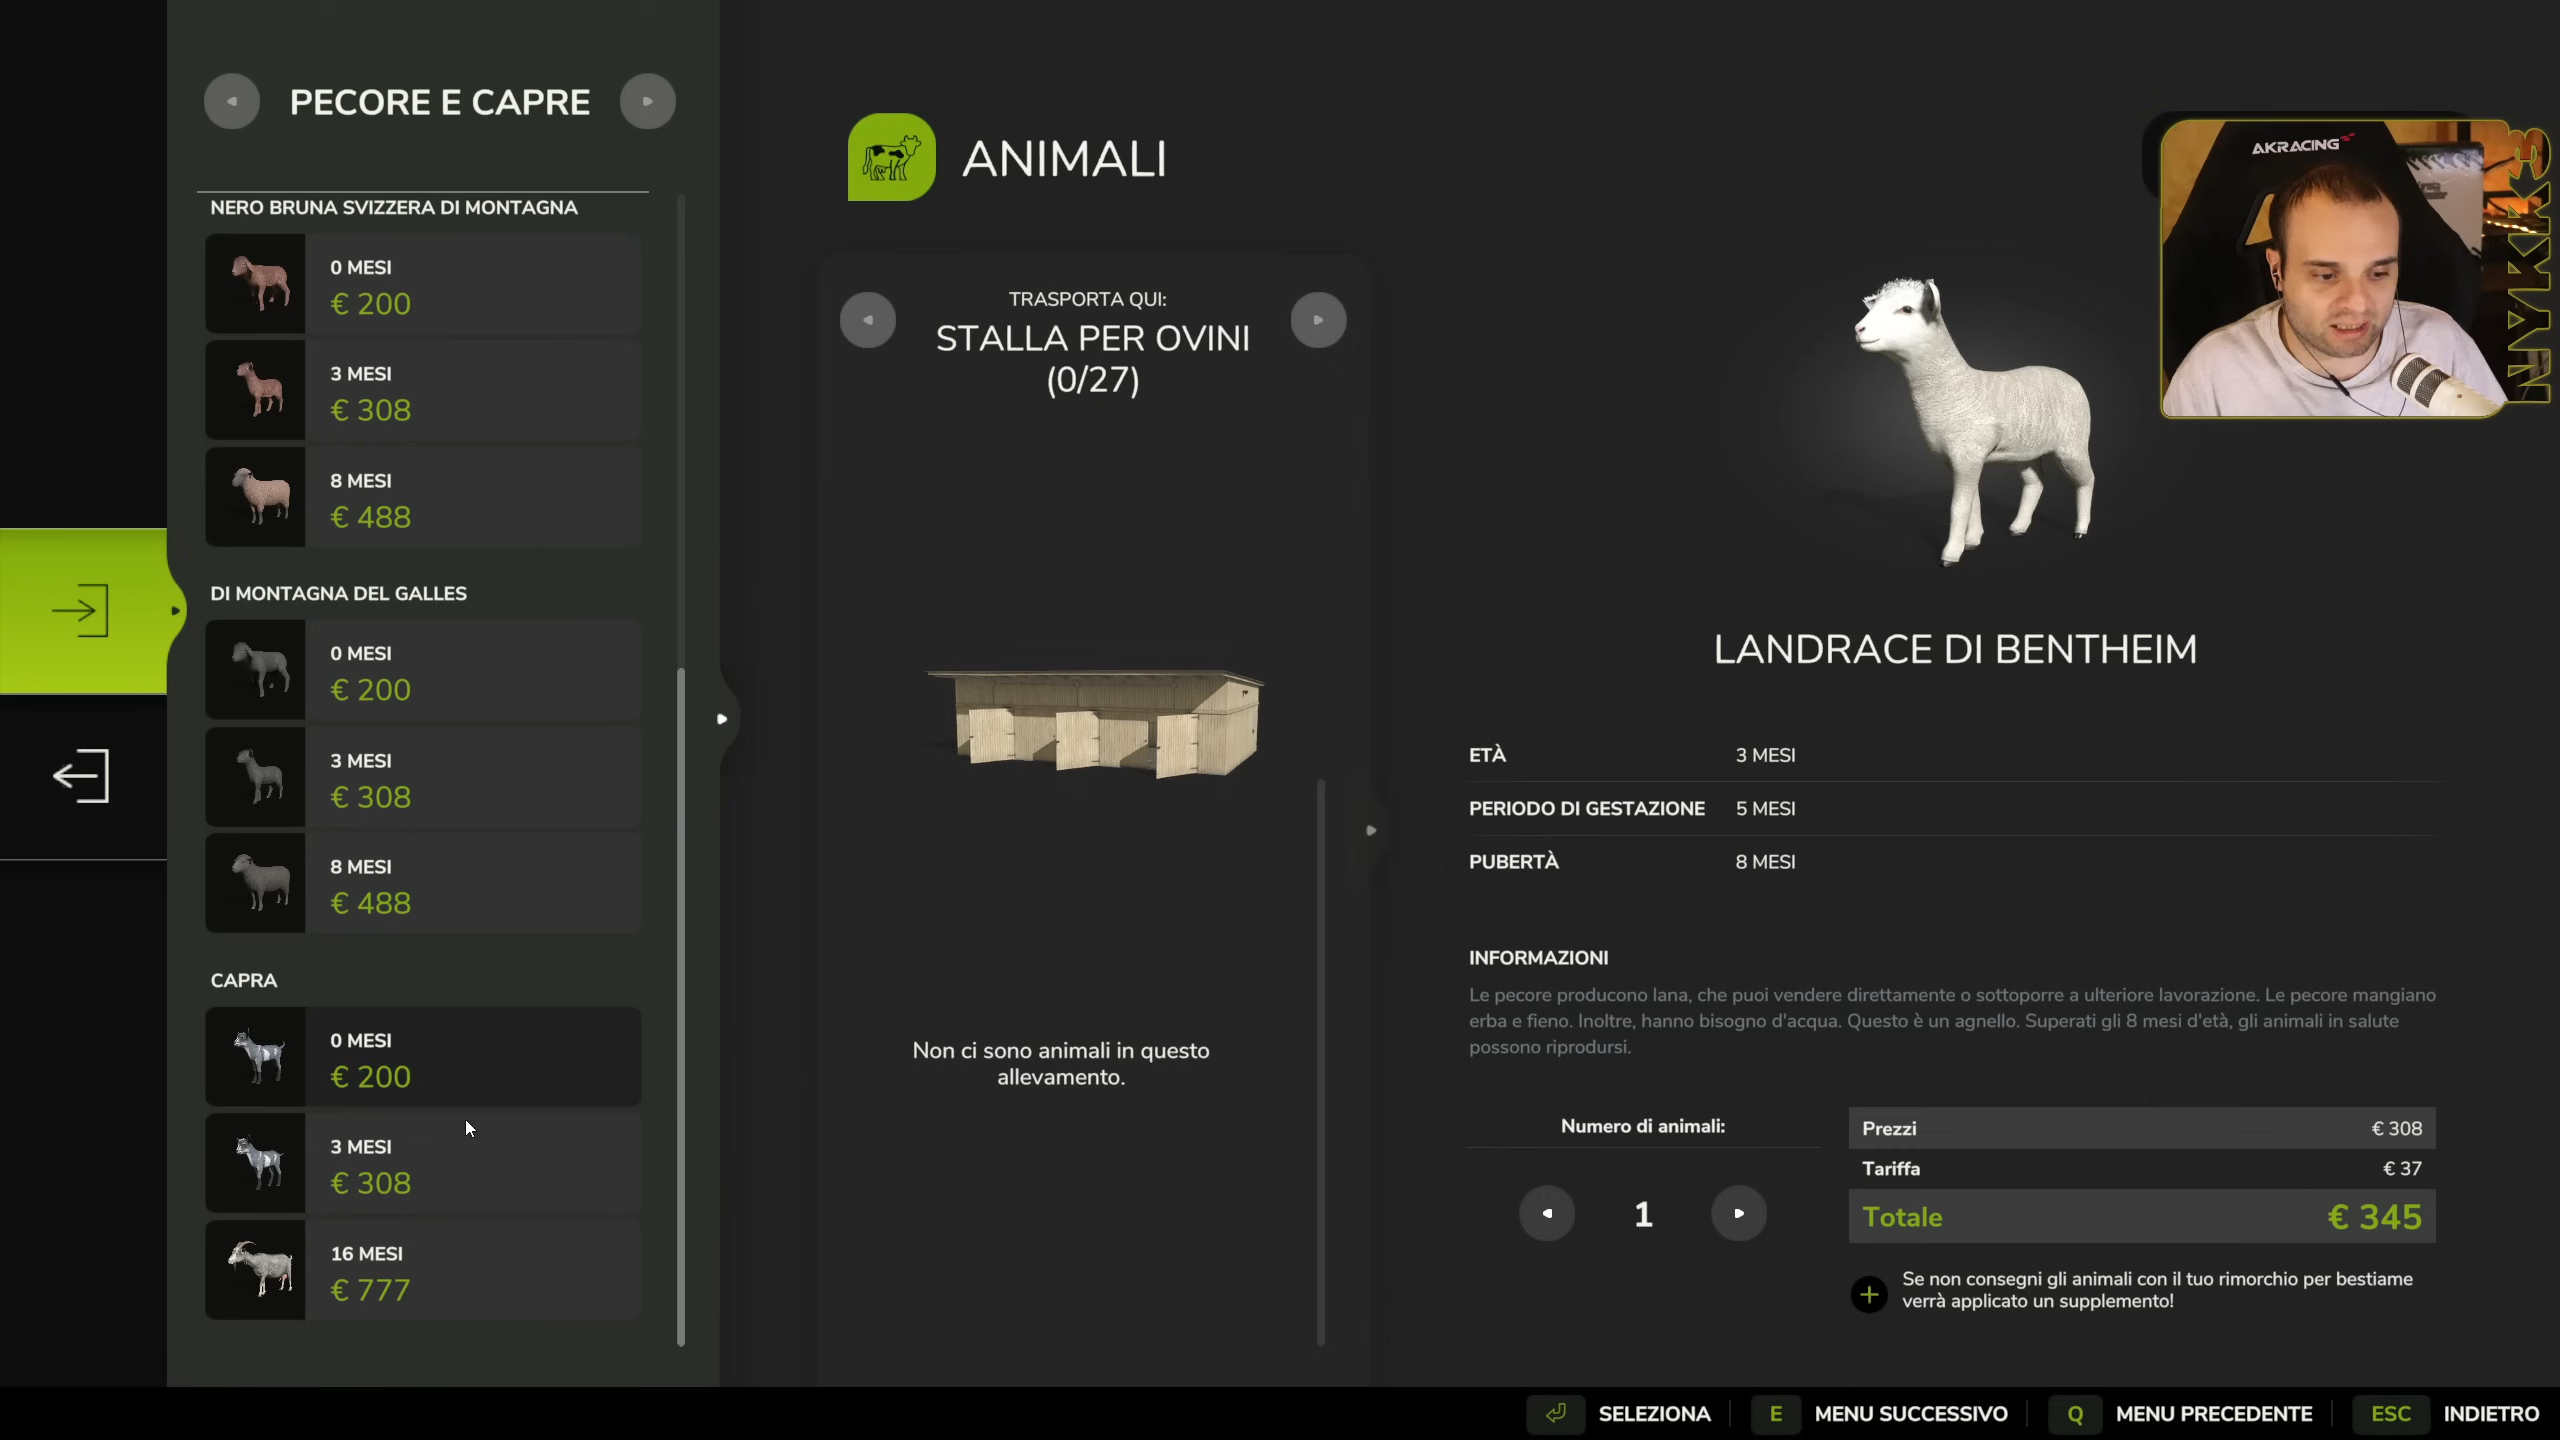 PECORE E CAPRE
NERO BRUNA SVIZZERA DI MONTAGNA
0 MESI
€ 200
3 MESI
€ 308
8 MESI
€ 488
DI MONTAGNA DEL GALLES
0 MESI
€ 200
3 MESI
€ 308
8 MESI
€ 488
CAPRA
0 MESI
€ 200
3 MESI
€ 308
16 MESI
€ 777
ANIMALI
TRASPORTA QUI:
STALLA PER OVINI
(0/27)
Non ci sono animali in questo
allevamento.
AKRACING
NYKK3
LANDRACE DI BENTHEIM
ETÀ 3 MESI
PERIODO DI GESTAZIONE 5 MESI
PUBERTÀ 8 MESI
INFORMAZIONI
Le pecore producono lana, che puoi vendere direttamente o sottoporre a ulteriore lavorazione. Le pecore mangiano
erba e fieno. Inoltre, hanno bisogno d'acqua. Questo è un agnello. Superati gli 8 mesi d'età, gli animali in salute
possono riprodursi.
Numero di animali:
1
Prezzi € 308
Tariffa € 37
Totale € 345
Se non consegni gli animali con il tuo rimorchio per bestiame
verrà applicato un supplemento!
SELEZIONA E MENU SUCCESSIVO Q MENU PRECEDENTE ESC INDIETRO